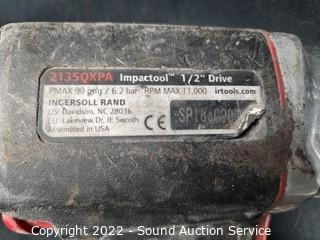 2135QXPA Impactool™ 1/2" Drive
PMAX 90 psig / 6.2 bar RPM MAX 11,000 irtools.com
INGERSOLL RAND
US: Davidson, NC 28036
EU: Lakeview Dr, IE Swords
Assembled in USA
CE
Copyright 2022 - Sound Auction Service